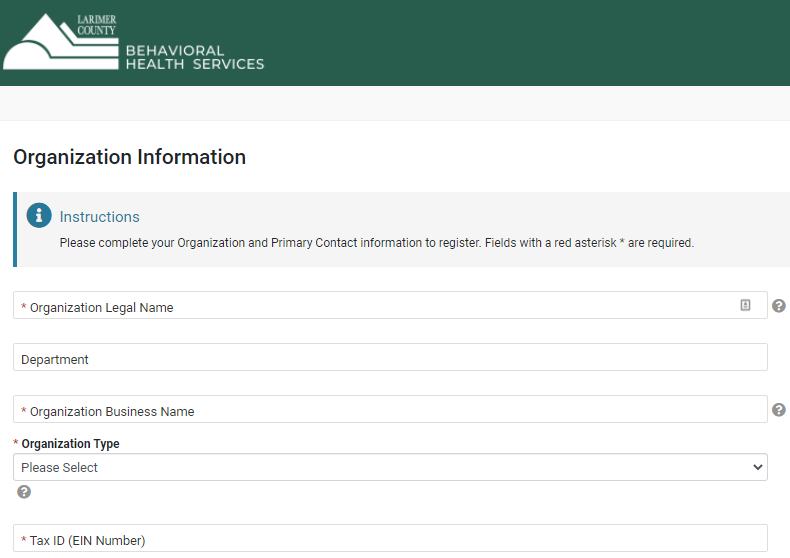 LARIMER
COUNTY
BEHAVIORAL
HEALTH SERVICES
Organization Information
Instructions
Please complete your Organization and Primary Contact information to register. Fields with a red asterisk * are required.
* Organization Legal Name
Department
* Organization Business Name
* Organization Type
Please Select
* Tax ID (EIN Number)